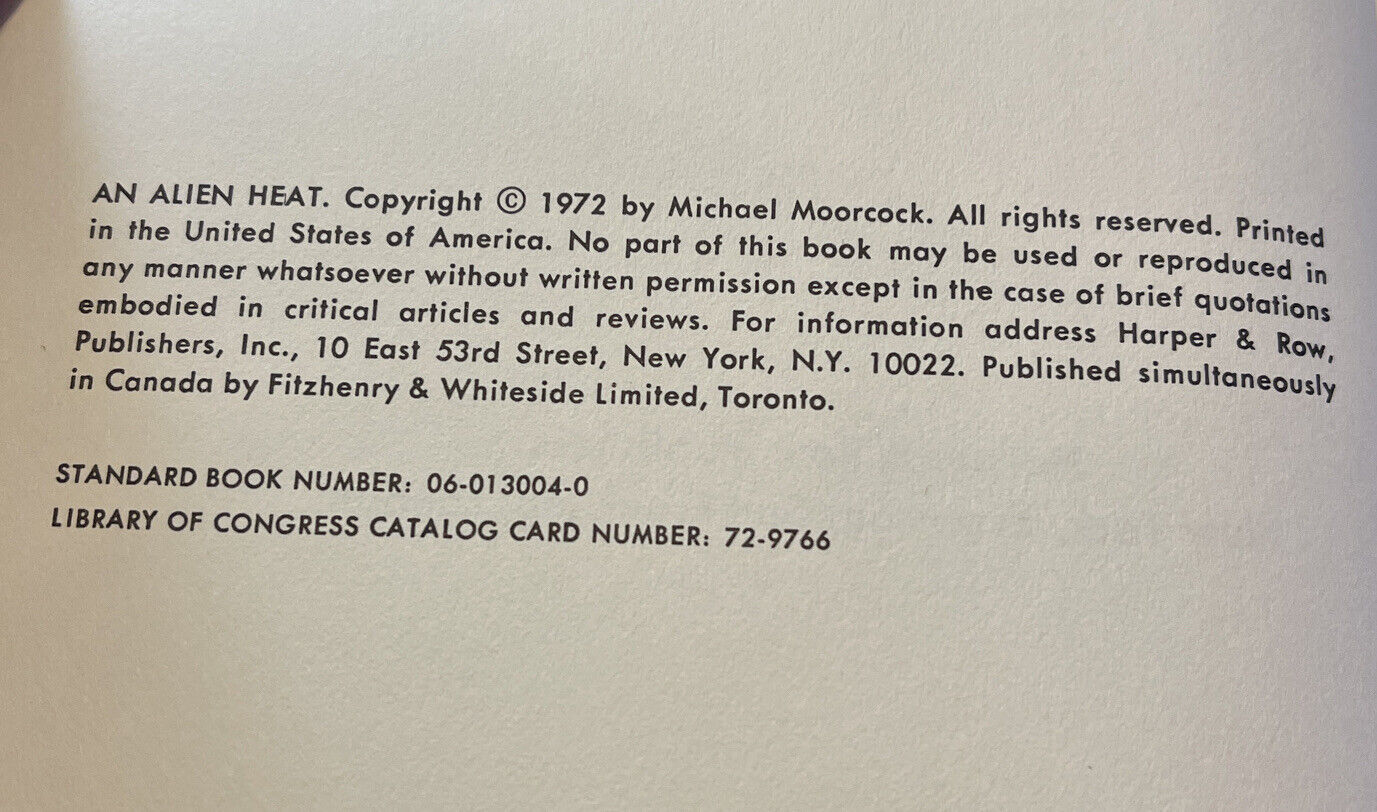 AN ALIEN HEAT. Copyright © 1972 by Michael Moorcock. All rights reserved. Printed
in the United States of America. No part of this book may be used or reproduced in
any manner whatsoever without written permission except in the case of brief quotations
embodied in critical articles and reviews. For information address Harper & Row,
Publishers, Inc., 10 East 53rd Street, New York, N.Y. 10022. Published simultaneously
in Canada by Fitzhenry & Whiteside Limited, Toronto.
STANDARD BOOK NUMBER: 06-013004-0
LIBRARY OF CONGRESS CATALOG CARD NUMBER: 72-9766